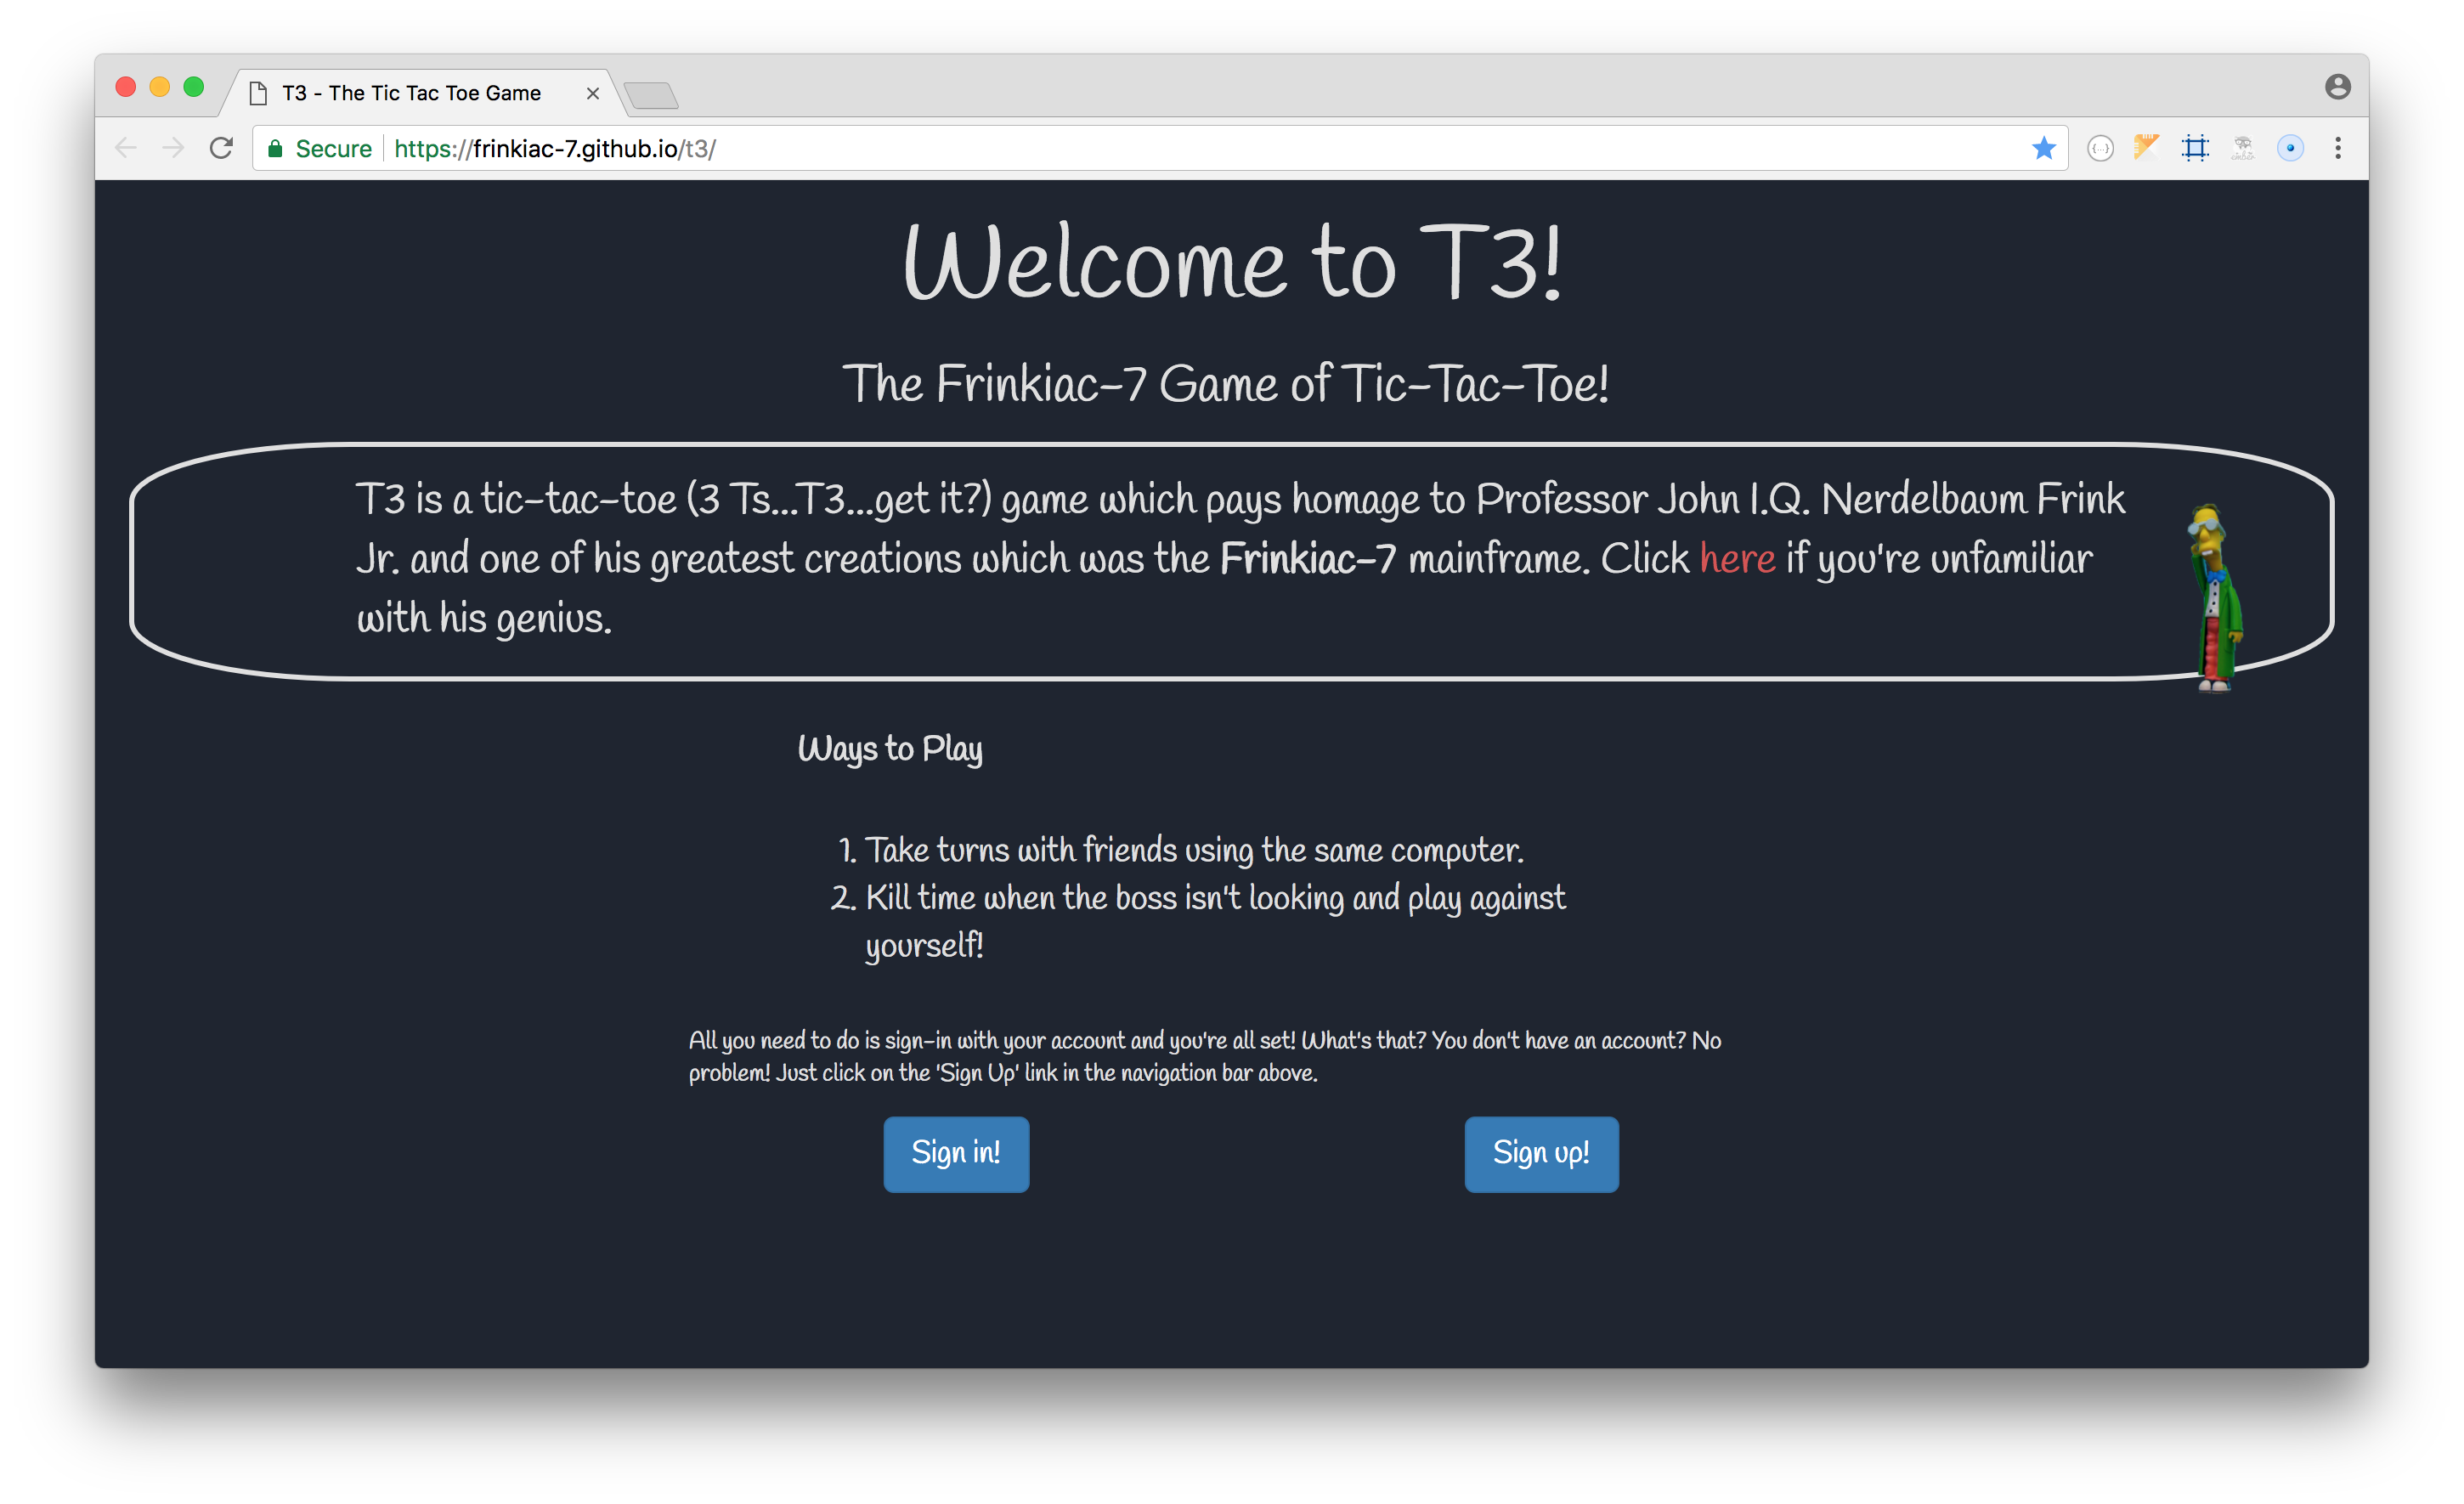 T3 - The Tic Tac Toe Game
Secure https://frinkiac-7.github.io/t3/
Welcome to T3!
The Frinkiac-7 Game of Tic-Tac-Toe!
T3 is a tic-tac-toe (3 Ts...T3...get it?) game which pays homage to Professor John I.Q. Nerdelbaum Frink
Jr. and one of his greatest creations which was the Frinkiac-7 mainframe. Click here if you're unfamiliar
with his genius.
Ways to Play
1. Take turns with friends using the same computer.
2. Kill time when the boss isn't looking and play against
yourself!
All you need to do is sign-in with your account and you're all set! What's that? You don't have an account? No
problem! Just click on the 'Sign Up' link in the navigation bar above.
Sign in!
Sign up!